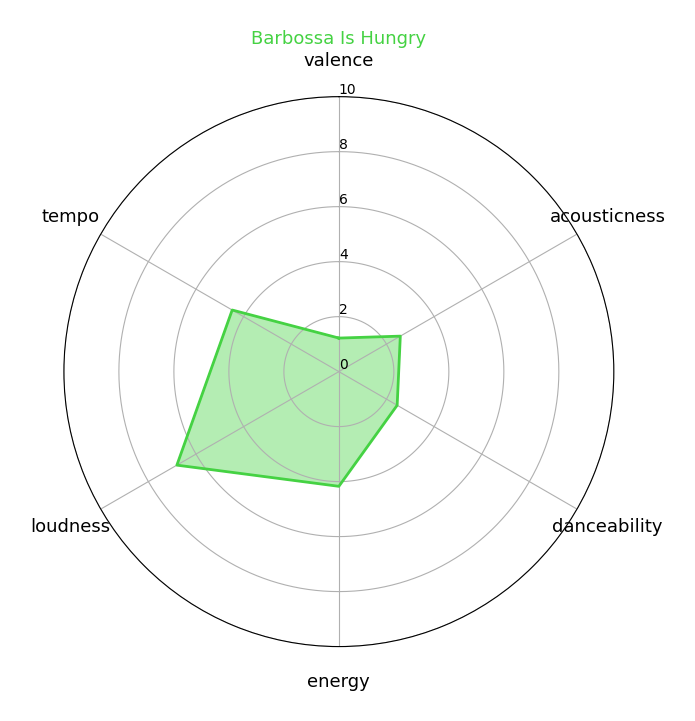 Barbossa Is Hungry
valence
10
8
tempo
6
acousticness
4
2
0
loudness
danceability
energy